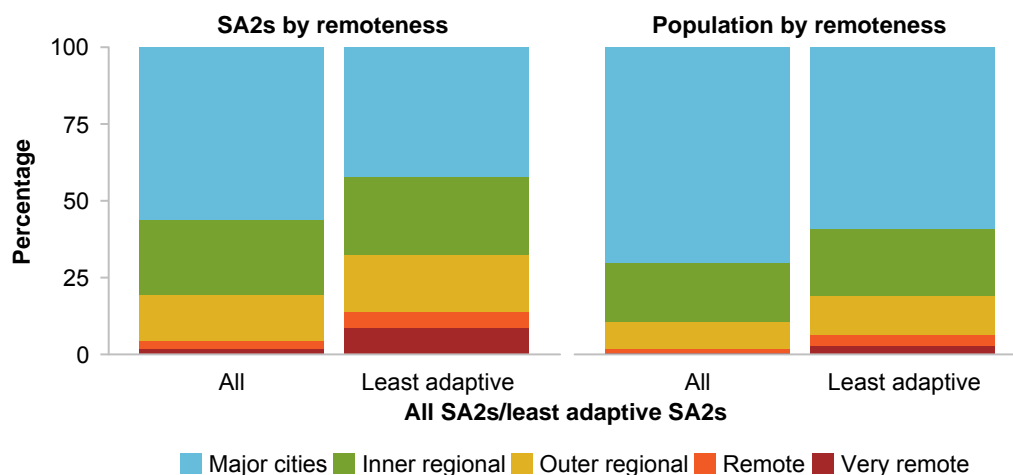 SA2s by remoteness
Population by remoteness
Percentage
100
75
50
25
0
All
Least adaptive
All
Least adaptive
All SA2s/least adaptive SA2s
Major cities
Inner regional
Outer regional
Remote
Very remote